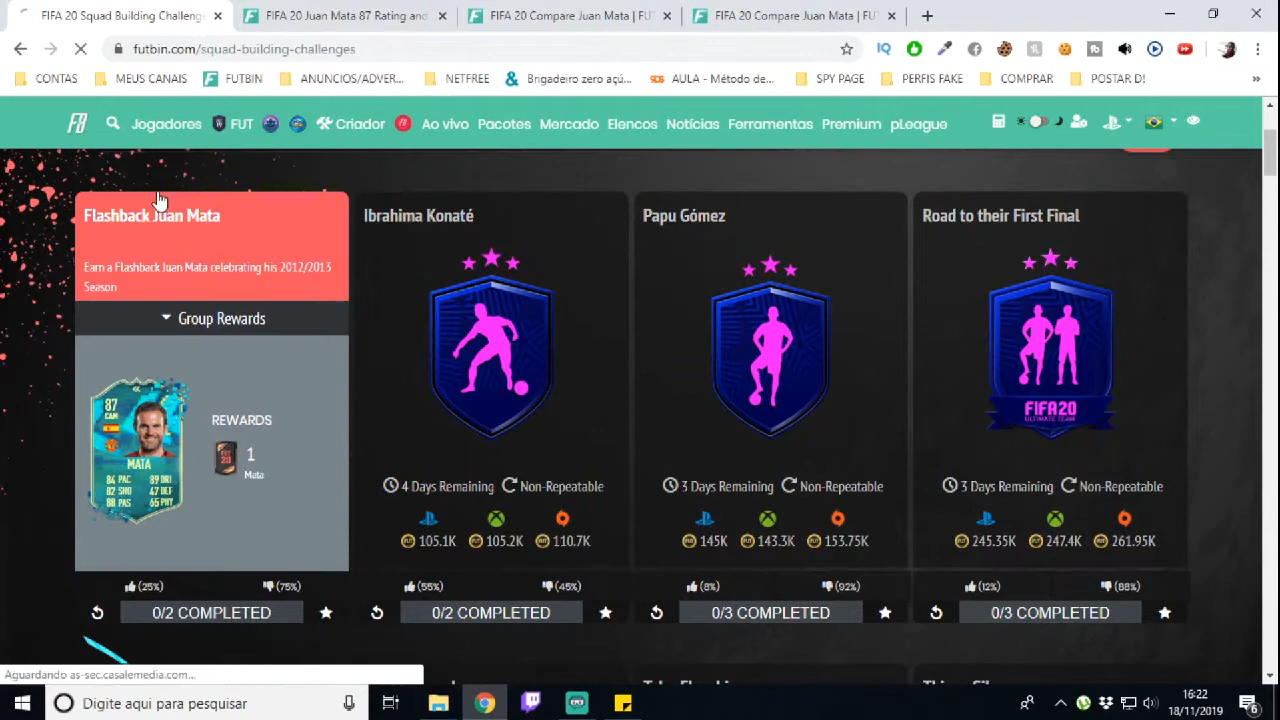 FIFA 20 Squad Building Challenge
FIFA 20 Juan Mata 87 Rating and
FIFA 20 Compare Juan Mata | FUT
FIFA 20 Compare Juan Mata | FUT
futbin.com/squad-building-challenges
CONTAS
MEUS CANAIS
FUTBIN
ANUNCIOS/ADVER...
NETFREE
Brigadeiro zero açú...
AULA - Método de...
SPY PAGE
PERFIS FAKE
COMPRAR
POSTAR D!
Jogadores FUT Criador Ao vivo Pacotes Mercado Elencos Notícias Ferramentas Premium pLeague
Flashback Juan Mata
Earn a Flashback Juan Mata celebrating his 2012/2013
Season
Group Rewards
87
CAM
MATA
84 PAC 89 DRI
82 SHO 47 DEF
88 PAS 65 PHY
REWARDS
1
Mata
(25%) (75%)
0/2 COMPLETED
Ibrahima Konaté
4 Days Remaining Non-Repeatable
105.1K 105.2K 110.7K
(55%) (45%)
0/2 COMPLETED
Papu Gómez
3 Days Remaining Non-Repeatable
145K 143.3K 153.75K
(8%) (92%)
0/3 COMPLETED
Road to their First Final
FIFA20
ULTIMATE TEAM
3 Days Remaining Non-Repeatable
245.35K 247.4K 261.95K
(12%) (88%)
0/3 COMPLETED
Aguardando as-sec.casalemedia.com...
Digite aqui para pesquisar
16:22
18/11/2019
6